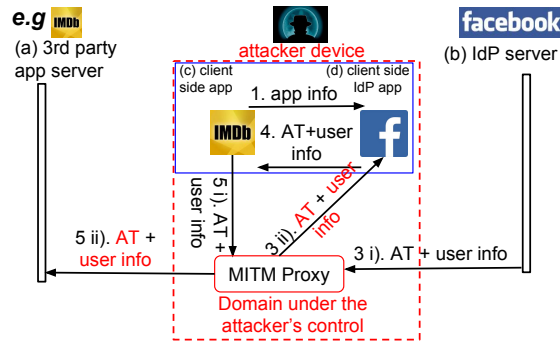 e.g IMDb
facebook
(a) 3rd party
app server
attacker device
(b) IdP server
(c) client
side app
(d) client side
IdP app
1. app info
IMDb
f
4. AT+user
info
5 i). AT +
user info
3 ii). AT + user
info
5 ii). AT +
user info
3 i). AT + user info
MITM Proxy
Domain under the
attacker's control